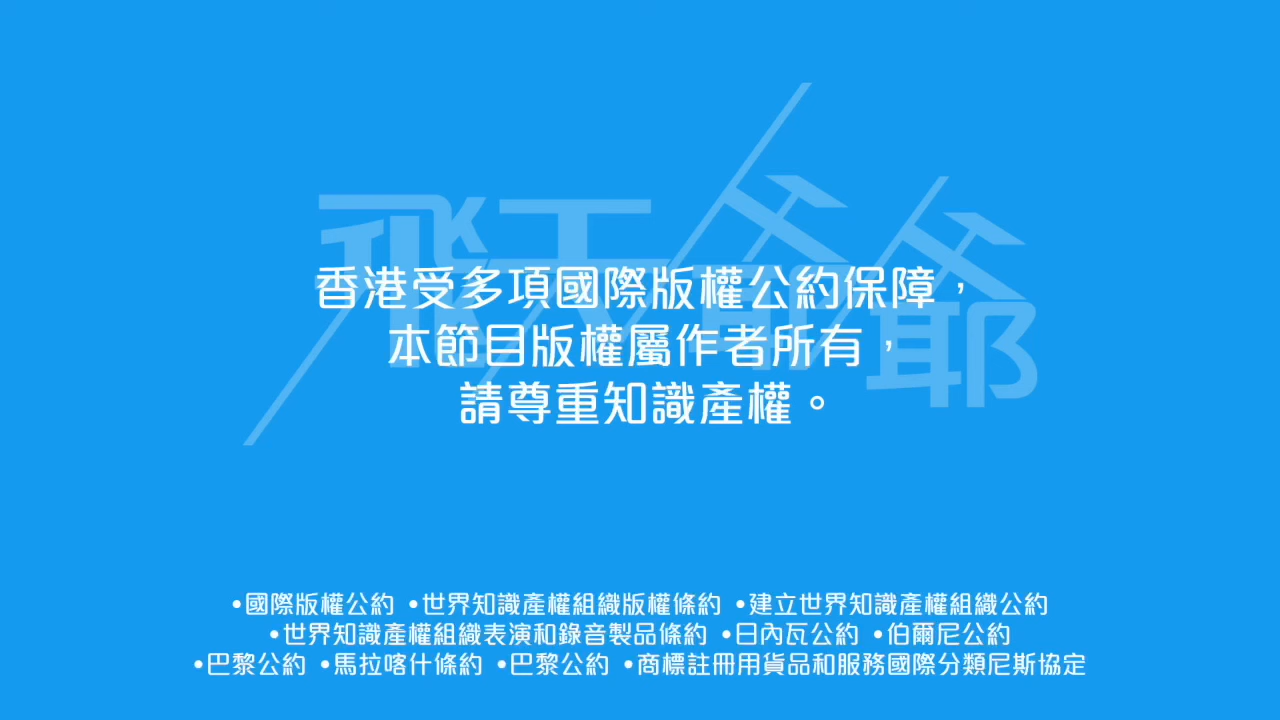 飛天爺爺
香港受多項國際版權公約保障，
本節目版權屬作者所有，
請尊重知識產權。
•國際版權公約 •世界知識產權組織版權條約 •建立世界知識產權組織公約
•世界知識產權組織表演和錄音製品條約 •日內瓦公約 •伯爾尼公約
•巴黎公約 •馬拉喀什條約 •巴黎公約 •商標註冊用貨品和服務國際分類尼斯協定